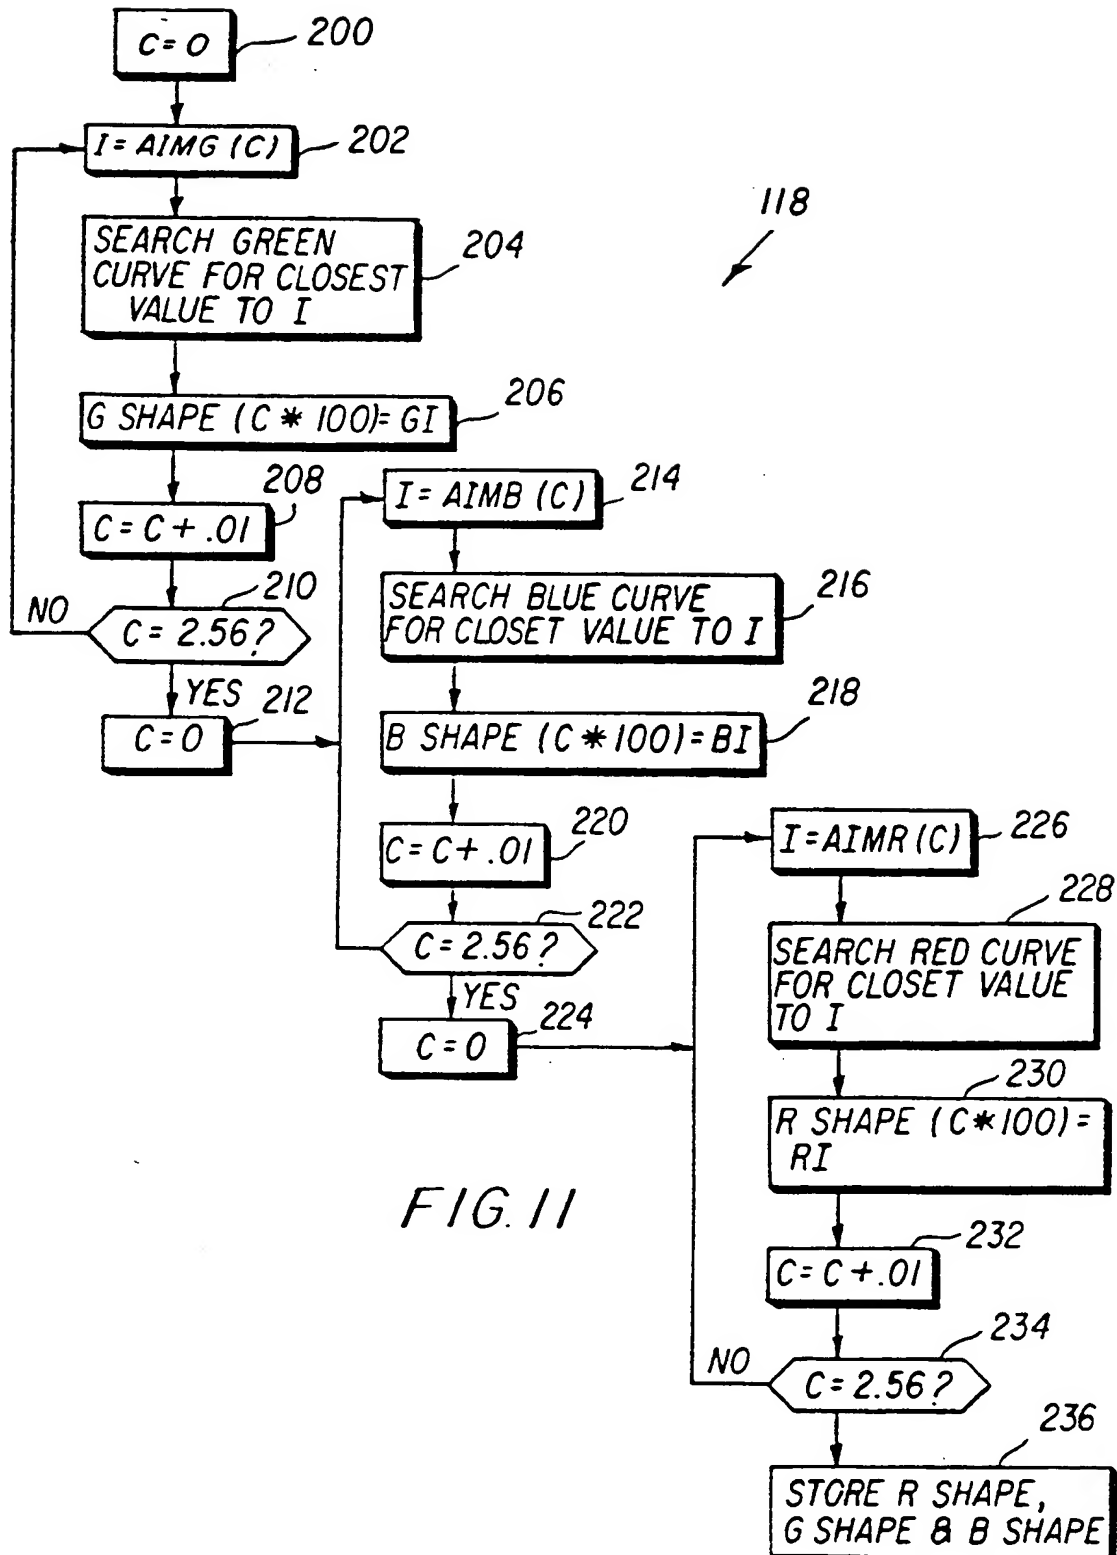 C=0
200
I=AIMG (C)
202
118
SEARCH GREEN
CURVE FOR CLOSEST
VALUE TO I
204
G SHAPE (C * 100)=GI
206
C=C+.01
208
C=2.56?
210
NO
YES
C=0
212
I=AIMB (C)
214
SEARCH BLUE CURVE
FOR CLOSET VALUE TO I
216
B SHAPE (C * 100)=BI
218
C=C+.01
220
C=2.56?
222
YES
C=0
224
I=AIMR (C)
226
SEARCH RED CURVE
FOR CLOSET VALUE
TO I
228
R SHAPE (C*100)=
RI
230
C=C+.01
232
C=2.56?
234
NO
STORE R SHAPE,
G SHAPE & B SHAPE
236
FIG. 11